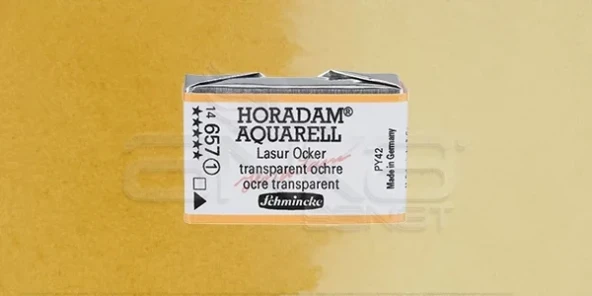 HORADAM®
AQUARELL
Lasur Ocker
transparent ochre
ocre transparent
Schmincke
14 657 1
★★★★★
PY42
Made in Germany